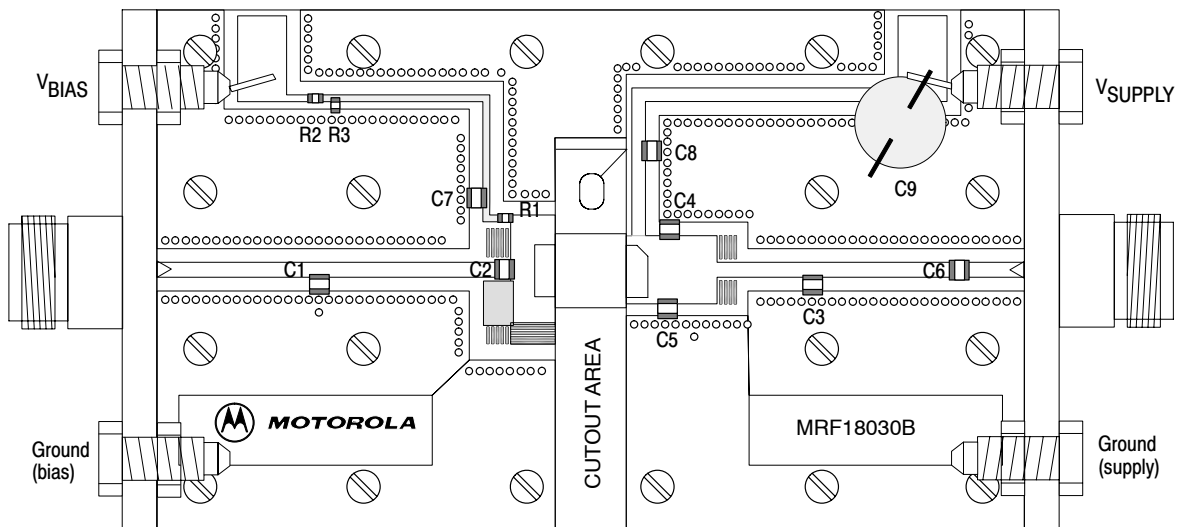 VBIAS
VSUPPLY
R2 R3
C8
C9
C7
R1
C4
C1
C2
C6
C3
C5
CUTOUT AREA
MOTOROLA
MRF18030B
Ground
(bias)
Ground
(supply)